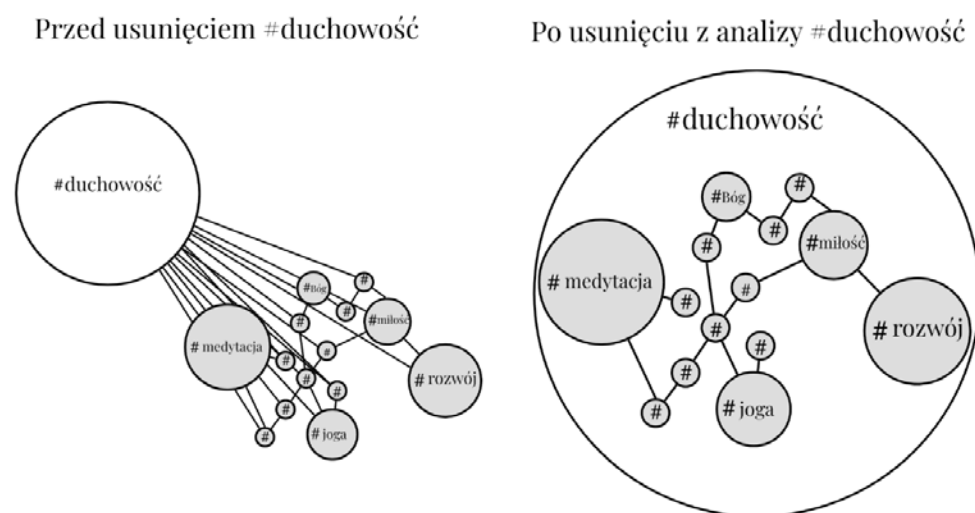 Przed usunięciem #duchowość
#duchowość
#Bóg
#
#
#
#miłość
#
# medytacja
#
#
#
# rozwój
#
#
# joga
Po usunięciu z analizy #duchowość
#duchowość
#
#Bóg
#
#
#miłość
# medytacja
#
#
#
# rozwój
#
#
#
# joga